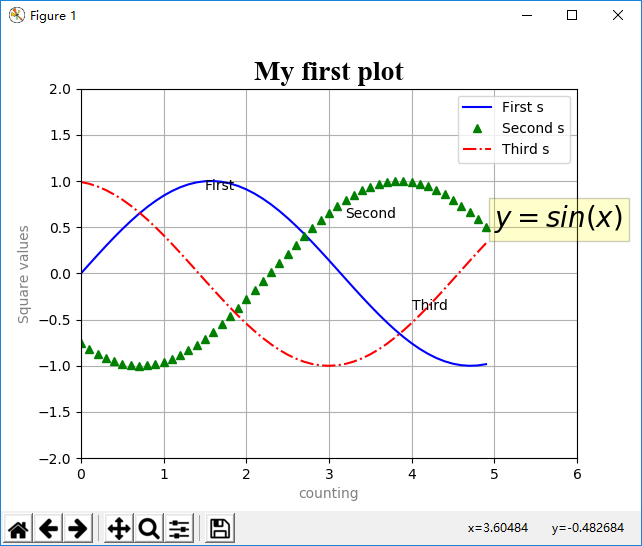 Figure 1
My first plot
2.0
1.5
1.0
0.5
0.0
−0.5
−1.0
−1.5
−2.0
Square values
First s
Second s
Third s
First
Second
Third
y = sin(x)
0 1 2 3 4 5 6
counting
x=3.60484 y=-0.482684